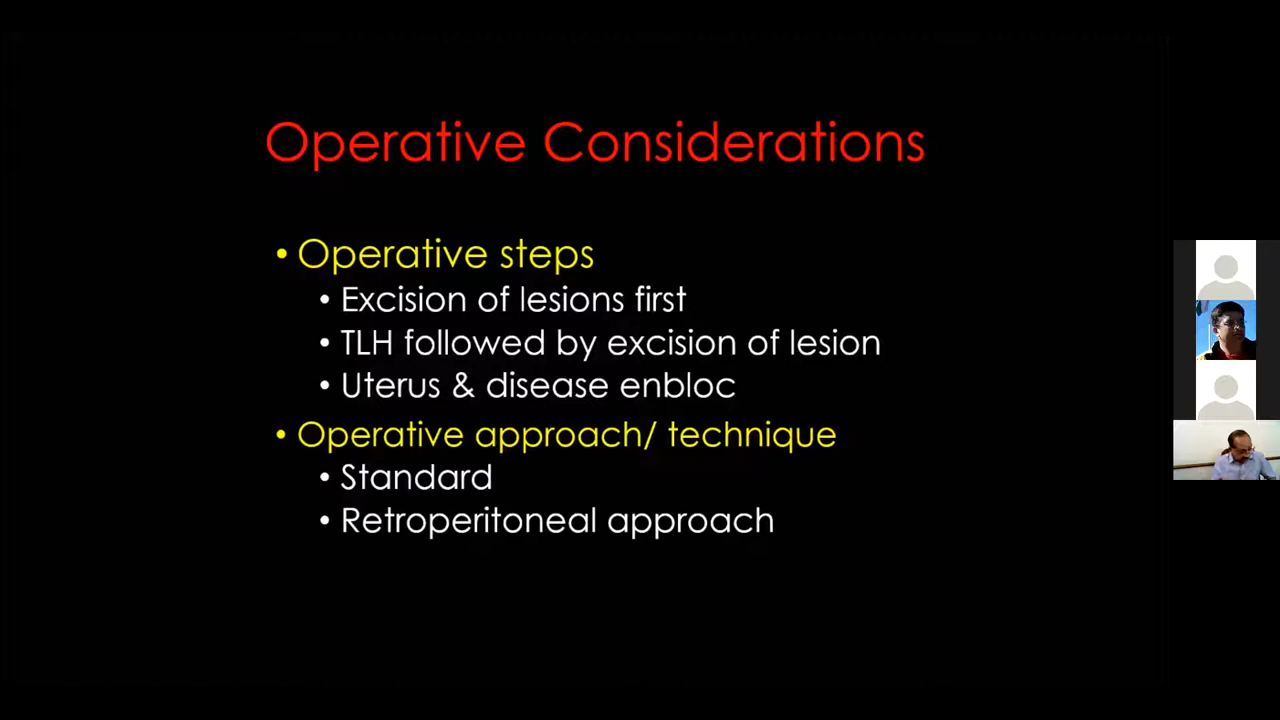 Operative Considerations
• Operative steps
• Excision of lesions first
• TLH followed by excision of lesion
• Uterus & disease enbloc
• Operative approach/ technique
• Standard
• Retroperitoneal approach